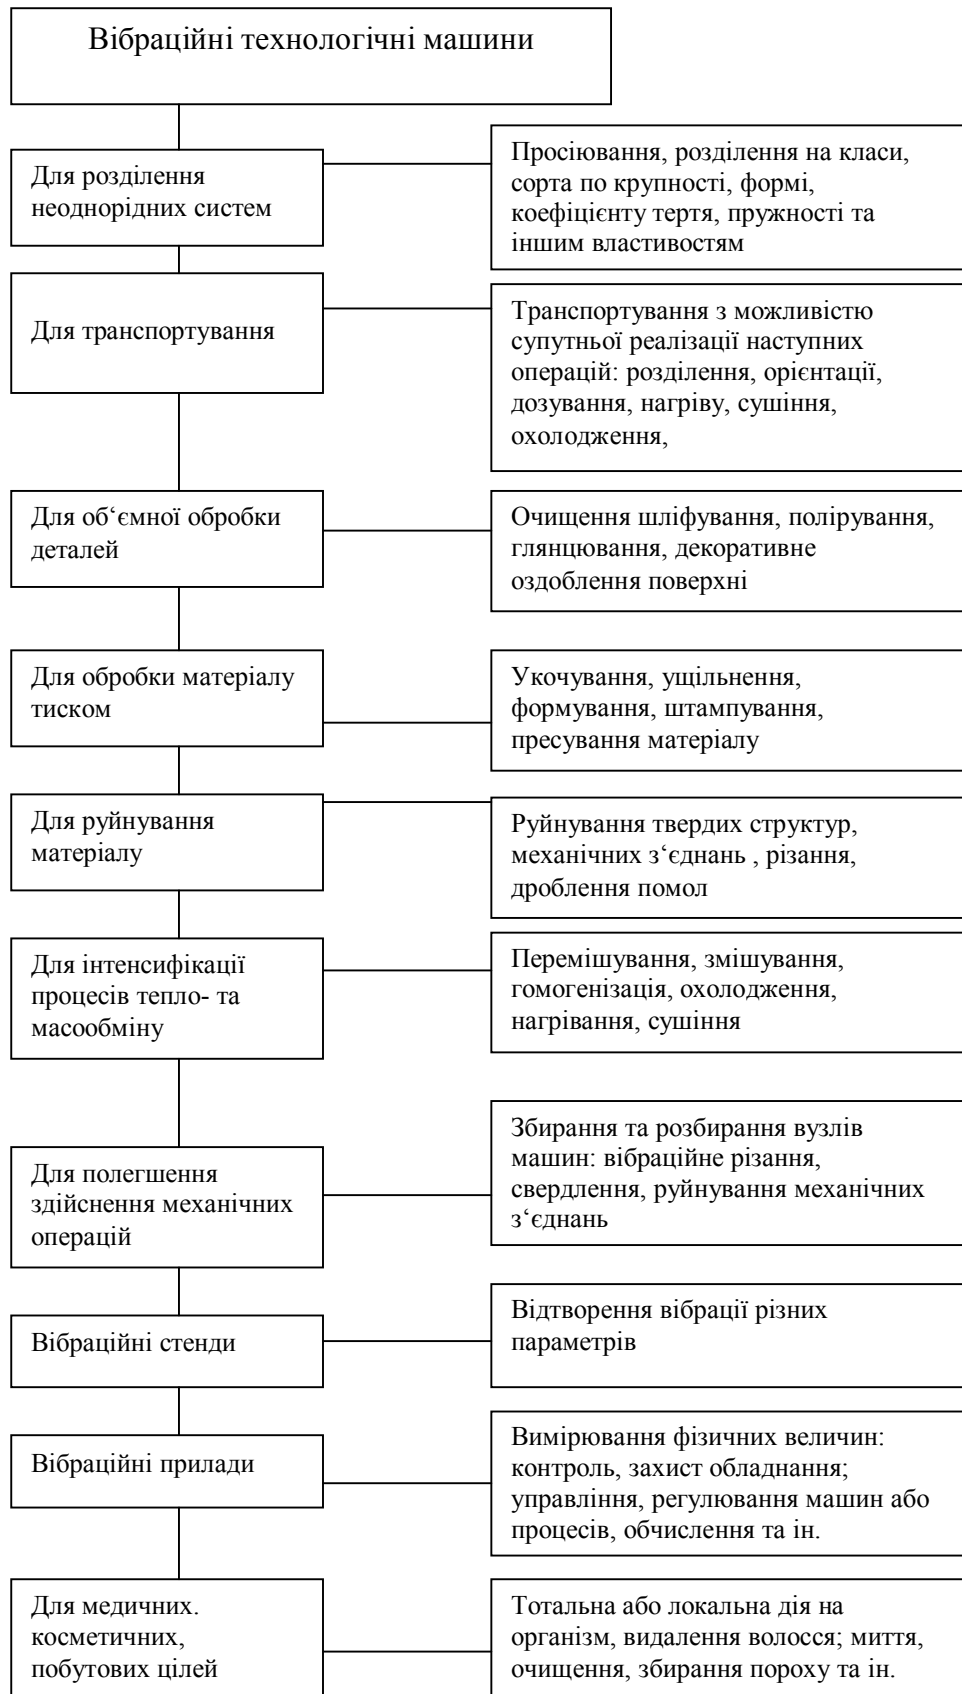 Вібраційні технологічні машини
Для розділення
неоднорідних систем
Просіювання, розділення на класи,
сорта по крупності, формі,
коефіцієнту тертя, пружності та
іншим властивостям
Для транспортування
Транспортування з можливістю
супутньої реалізації наступних
операцій: розділення, орієнтації,
дозування, нагріву, сушіння,
охолодження,
Для об‘ємної обробки
деталей
Очищення шліфування, полірування,
глянцювання, декоративне
оздоблення поверхні
Для обробки матеріалу
тиском
Укочування, ущільнення,
формування, штампування,
пресування матеріалу
Для руйнування
матеріалу
Руйнування твердих структур,
механічних з‘єднань , різання,
дроблення помол
Для інтенсифікації
процесів тепло- та
масообміну
Перемішування, змішування,
гомогенізація, охолодження,
нагрівання, сушіння
Для полегшення
здійснення механічних
операцій
Збирання та розбирання вузлів
машин: вібраційне різання,
свердлення, руйнування механічних
з‘єднань
Вібраційні стенди
Відтворення вібрації різних
параметрів
Вібраційні прилади
Вимірювання фізичних величин:
контроль, захист обладнання;
управління, регулювання машин або
процесів, обчислення та ін.
Для медичних.
косметичних,
побутових цілей
Тотальна або локальна дія на
організм, видалення волосся; миття,
очищення, збирання пороху та ін.